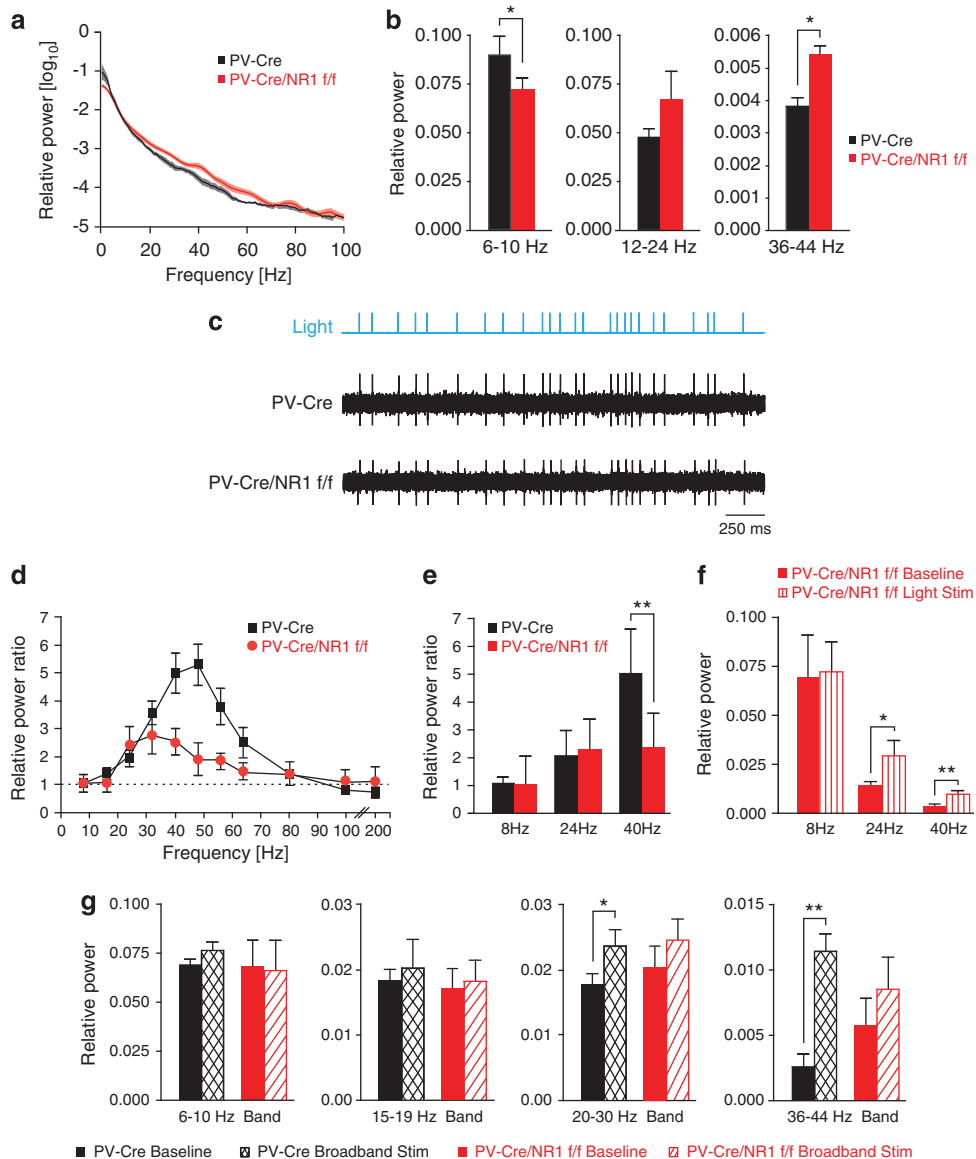 a
Relative power [log10]
-0
-1
-2
-3
-4
-5
0 20 40 60 80 100
Frequency [Hz]
PV-Cre
PV-Cre/NR1 f/f
b
Relative power
0.100
0.075
0.050
0.000
*
6-10 Hz
0.100
0.075
0.050
0.000
12-24 Hz
0.007
0.006
0.005
0.004
0.003
0.002
0.000
*
36-44 Hz
PV-Cre
PV-Cre/NR1 f/f
c
Light
PV-Cre
PV-Cre/NR1 f/f
250 ms
d
Relative power ratio
7
6
5
4
3
2
1
0
0 10 20 30 40 50 60 70 80 90 100 200
Frequency [Hz]
PV-Cre
PV-Cre/NR1 f/f
e
Relative power ratio
7
6
5
4
3
2
1
0
PV-Cre
PV-Cre/NR1 f/f
**
8Hz 24Hz 40Hz
f
PV-Cre/NR1 f/f Baseline
PV-Cre/NR1 f/f Light Stim
Relative power
0.100
0.075
0.050
0.025
0.000
*
**
8Hz 24Hz 40Hz
g
Relative power
0.100
0.075
0.050
0.025
0.000
6-10 Hz Band
0.03
0.02
0.01
0.00
15-19 Hz Band
0.03
0.02
0.01
0.00
*
20-30 Hz Band
0.015
0.010
0.005
0.000
**
36-44 Hz Band
PV-Cre Baseline PV-Cre Broadband Stim PV-Cre/NR1 f/f Baseline PV-Cre/NR1 f/f Broadband Stim